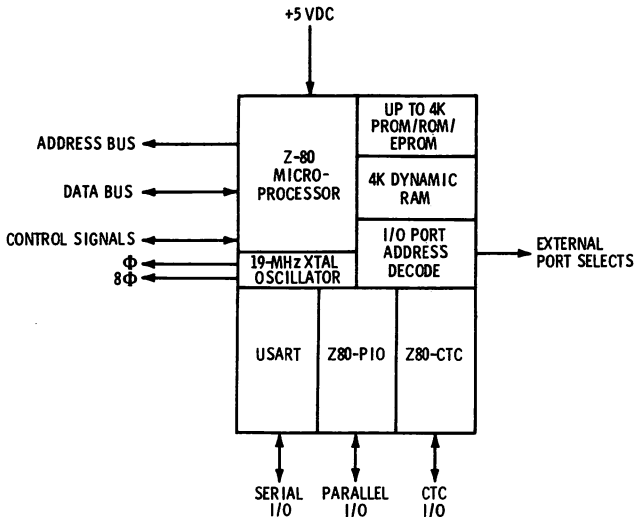 +5 VDC
UP TO 4K
PROM/ROM/
EPROM
ADDRESS BUS
Z-80
MICRO-
PROCESSOR
4K DYNAMIC
RAM
DATA BUS
CONTROL SIGNALS
I/O PORT
ADDRESS
DECODE
EXTERNAL
PORT SELECTS
Φ
8Φ
19-MHz XTAL
OSCILLATOR
USART
Z80-PIO
Z80-CTC
SERIAL
I/O
PARALLEL
I/O
CTC
I/O